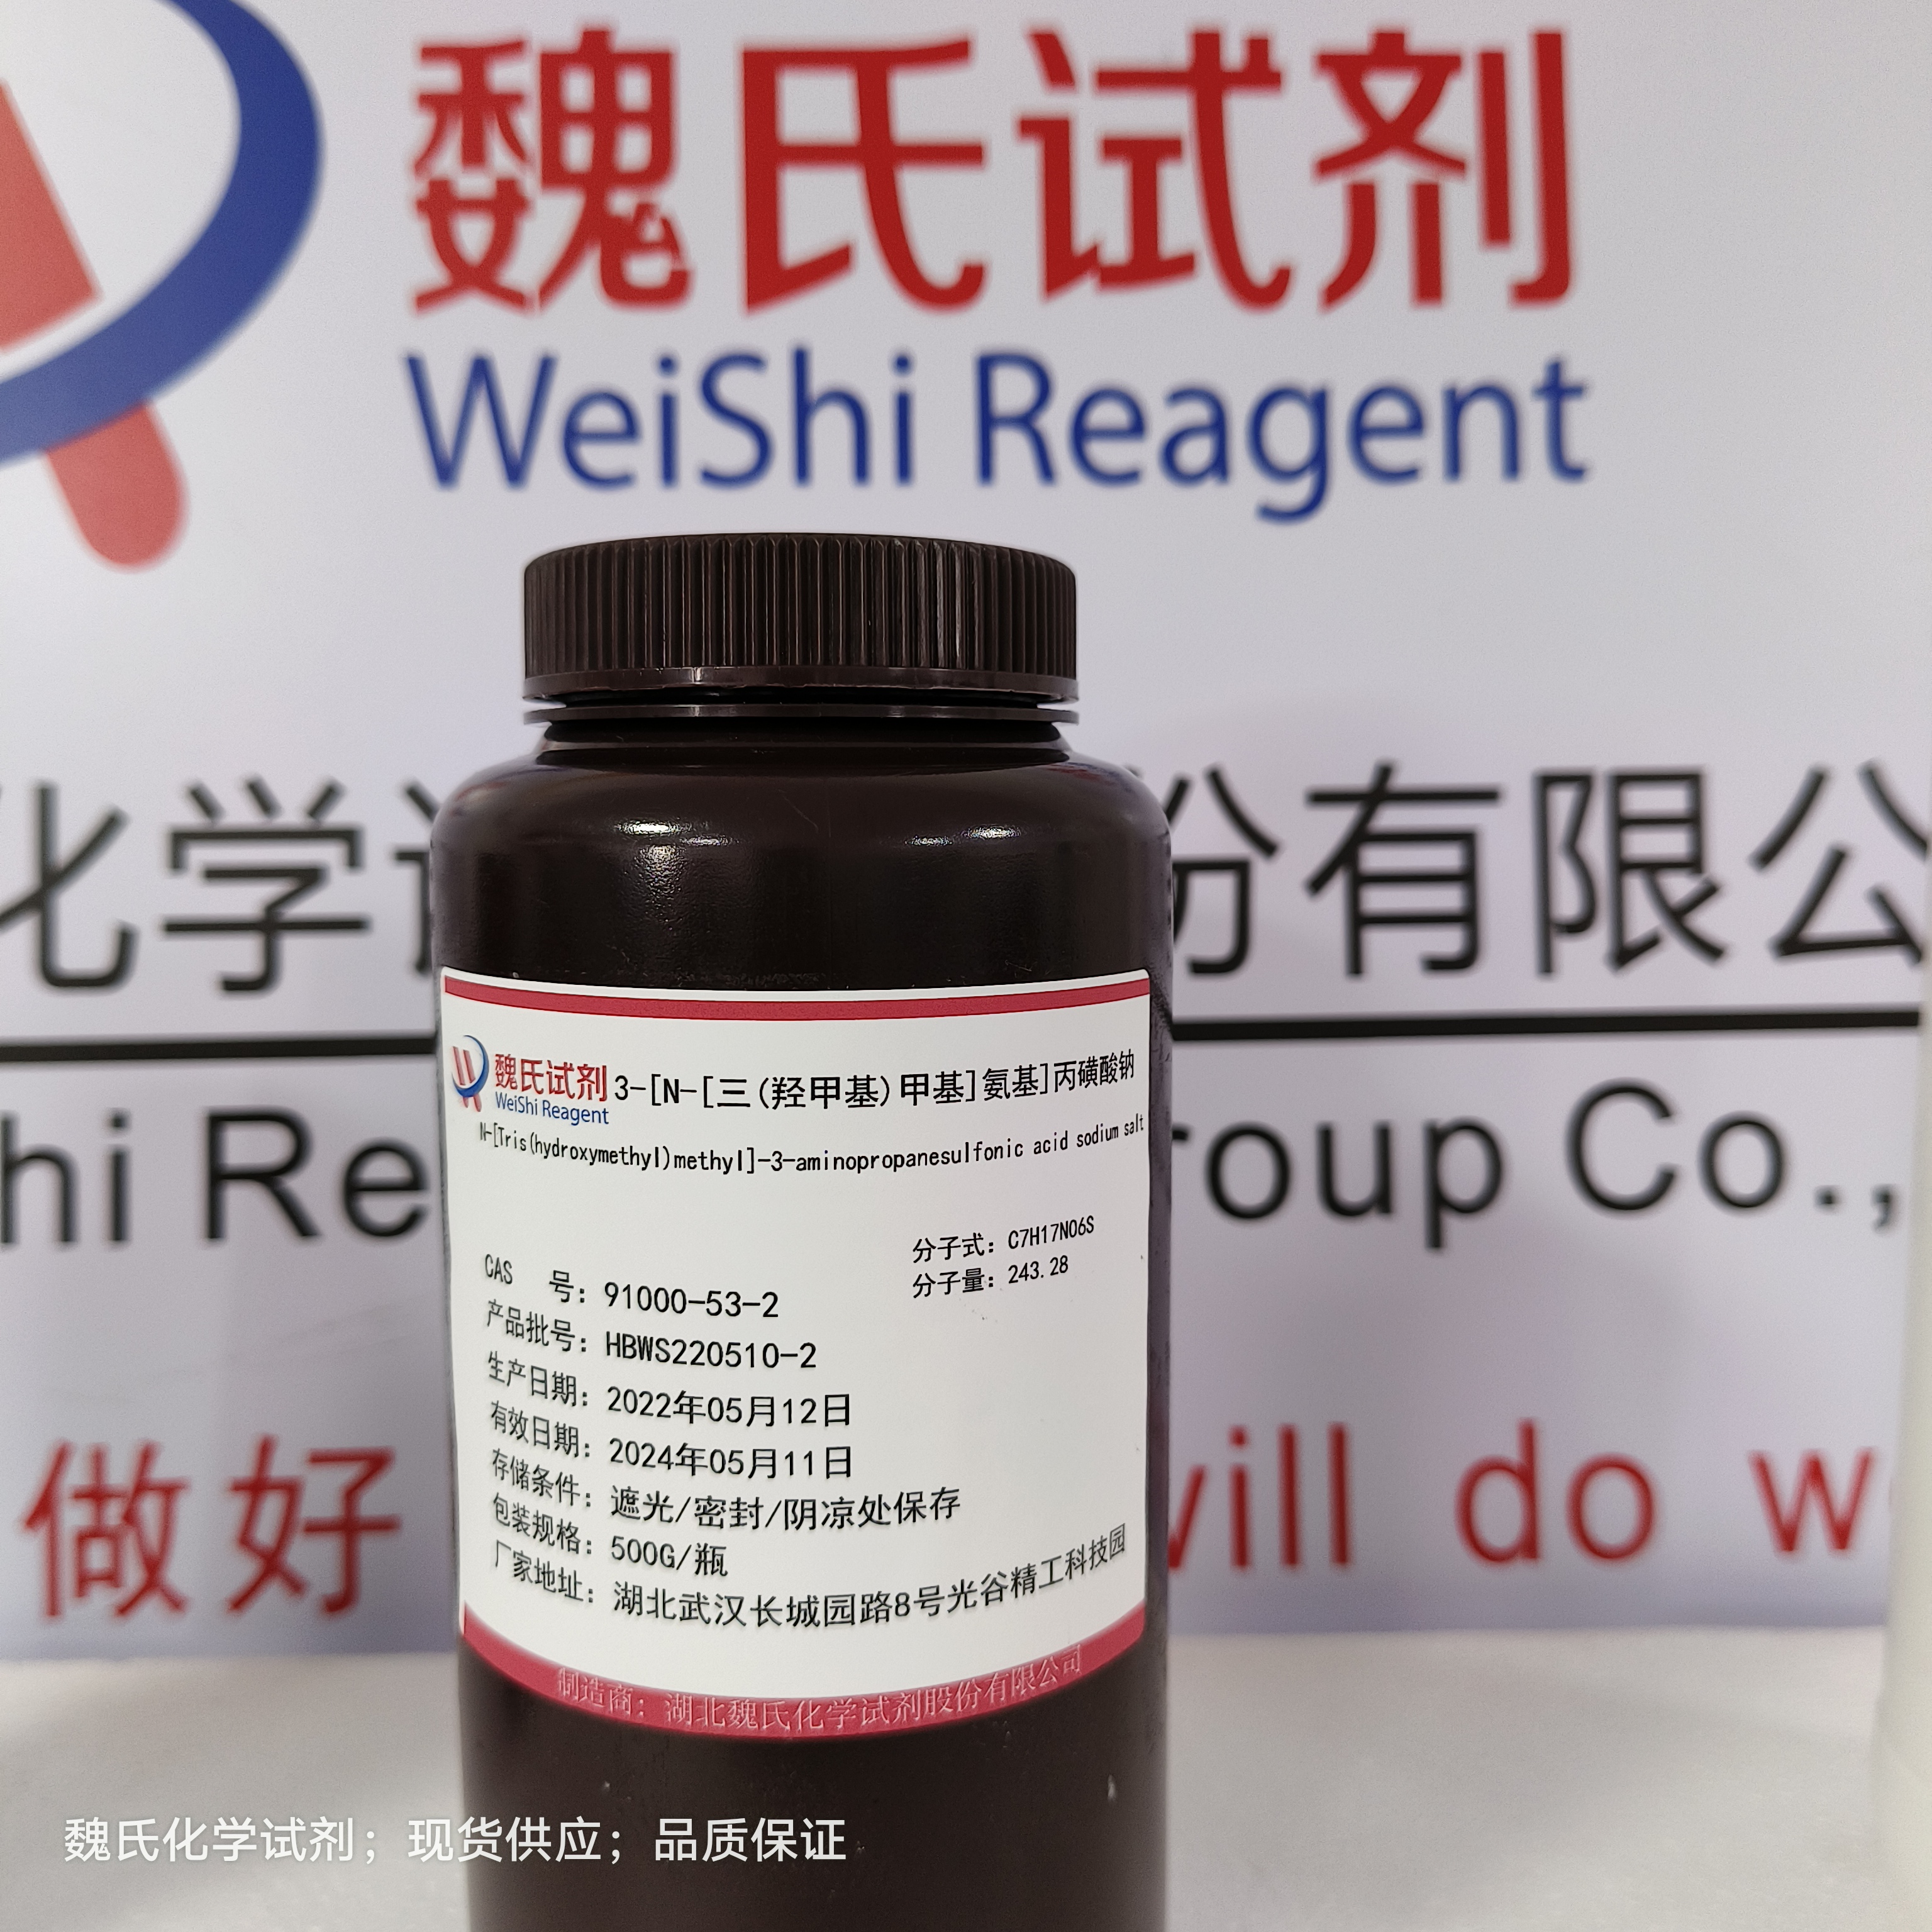 魏氏试剂
WeiShi Reagent
化学 份有限公
hi Re roup Co.,
做好 will do w
魏氏试剂
WeiShi Reagent
3-[N-[三(羟甲基)甲基]氨基]丙磺酸钠
N-[Tris(hydroxymethyl)methyl]-3-aminopropanesulfonic acid sodium salt
分子式：C7H17NO6S
分子量：243.28
CAS 号：91000-53-2
产品批号：HBWS220510-2
生产日期：2022年05月12日
有效日期：2024年05月11日
存储条件：遮光/密封/阴凉处保存
包装规格：500G/瓶
厂家地址：湖北武汉长城园路8号光谷精工科技园
制造商：湖北魏氏化学试剂股份有限公司
魏氏化学试剂；现货供应；品质保证